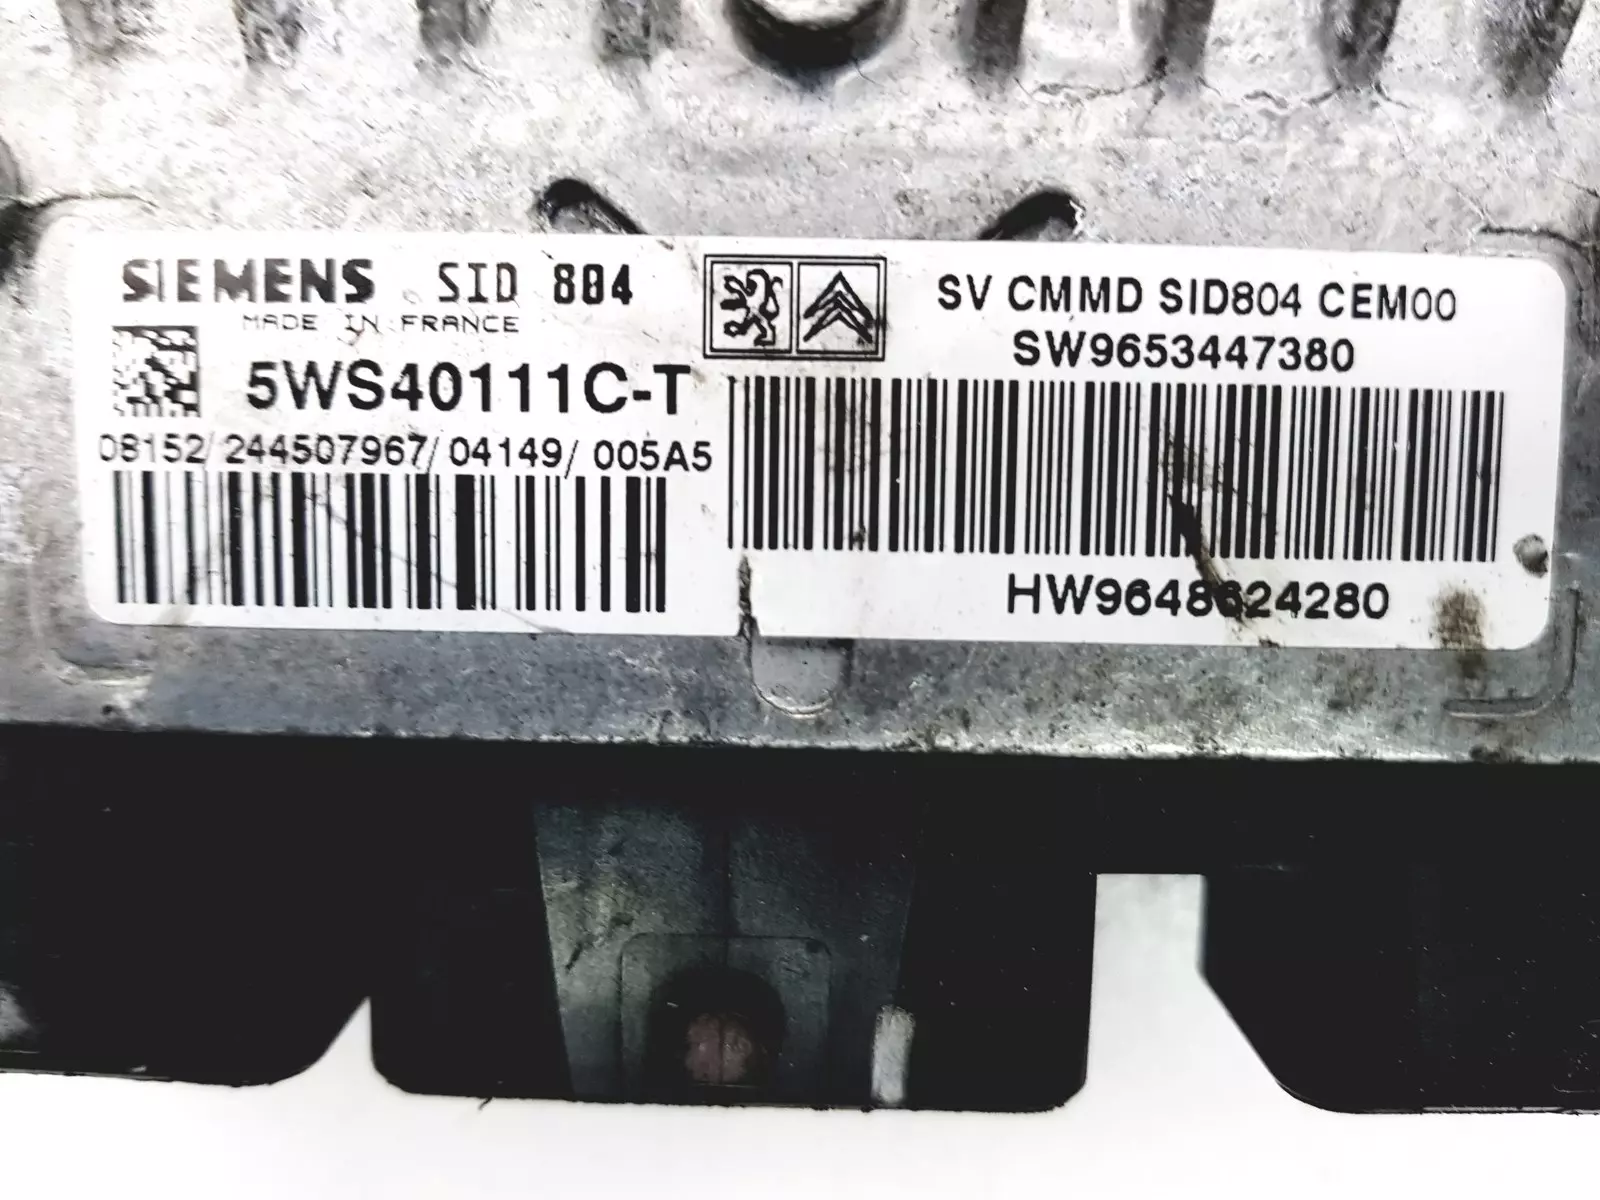 SIEMENS SID 804
MADE IN FRANCE
5WS40111C-T
08152/244507967/04149/005A5
SV CMMD SID804 CEM00
SW9653447380
HW9648624280